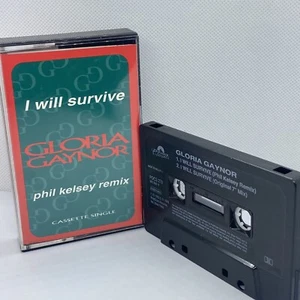 I will survive
GLORIA
GAYNOR
phil kelsey remix
CASSETTE SINGLE
GLORIA GAYNOR
1. I WILL SURVIVE (Phil Kelsey Remix)
2. I WILL SURVIVE (Original 7" Mix)